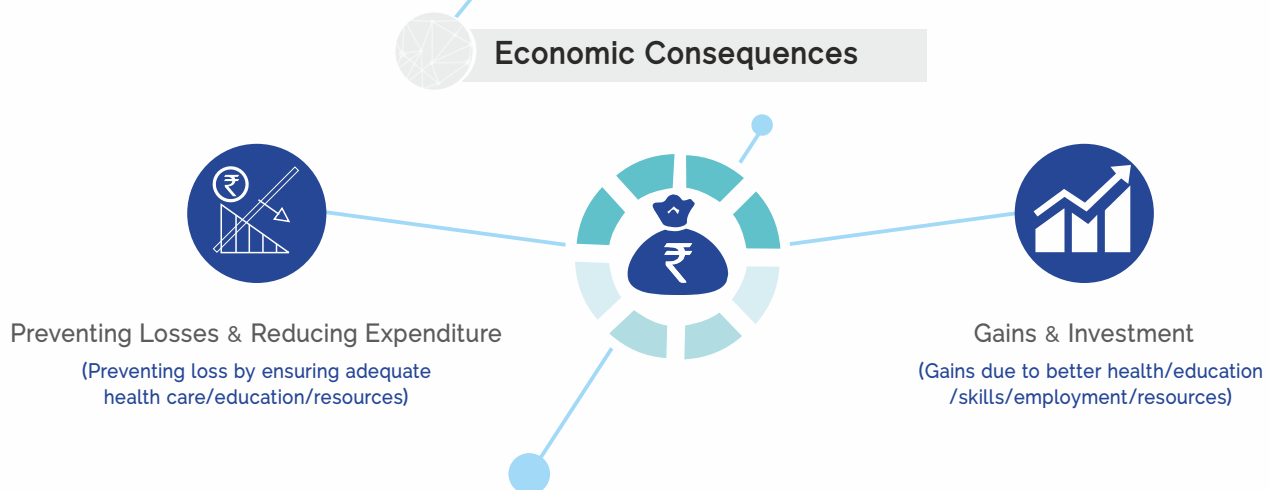 Economic Consequences
₹
₹
Preventing Losses & Reducing Expenditure
(Preventing loss by ensuring adequate
health care/education/resources)
Gains & Investment
(Gains due to better health/education
/skills/employment/resources)